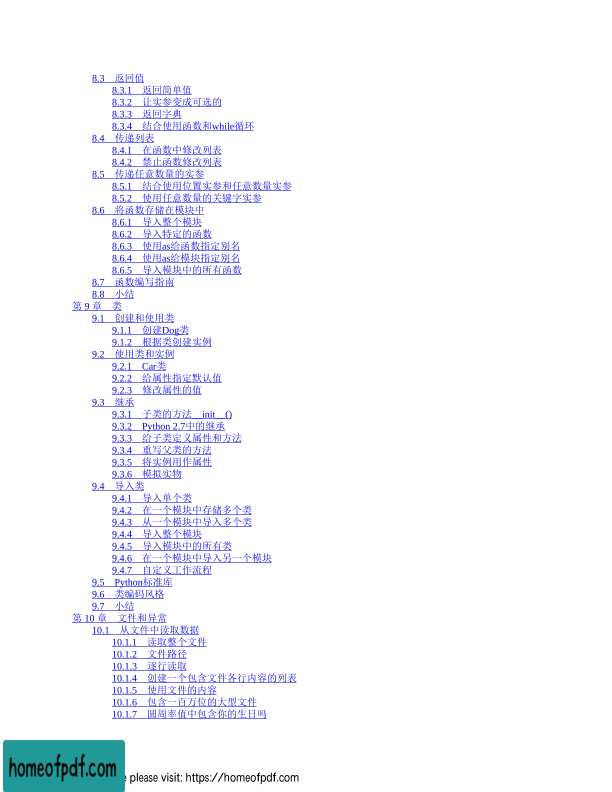 8.3 返回值
8.3.1 返回简单值
8.3.2 让实参变成可选的
8.3.3 返回字典
8.3.4 结合使用函数和while循环
8.4 传递列表
8.4.1 在函数中修改列表
8.4.2 禁止函数修改列表
8.5 传递任意数量的实参
8.5.1 结合使用位置实参和任意数量实参
8.5.2 使用任意数量的关键字实参
8.6 将函数存储在模块中
8.6.1 导入整个模块
8.6.2 导入特定的函数
8.6.3 使用as给函数指定别名
8.6.4 使用as给模块指定别名
8.6.5 导入模块中的所有函数
8.7 函数编写指南
8.8 小结
第 9 章 类
9.1 创建和使用类
9.1.1 创建Dog类
9.1.2 根据类创建实例
9.2 使用类和实例
9.2.1 Car类
9.2.2 给属性指定默认值
9.2.3 修改属性的值
9.3 继承
9.3.1 子类的方法__init__()
9.3.2 Python 2.7中的继承
9.3.3 给子类定义属性和方法
9.3.4 重写父类的方法
9.3.5 将实例用作属性
9.3.6 模拟实物
9.4 导入类
9.4.1 导入单个类
9.4.2 在一个模块中存储多个类
9.4.3 从一个模块中导入多个类
9.4.4 导入整个模块
9.4.5 导入模块中的所有类
9.4.6 在一个模块中导入另一个模块
9.4.7 自定义工作流程
9.5 Python标准库
9.6 类编码风格
9.7 小结
第 10 章 文件和异常
10.1 从文件中读取数据
10.1.1 读取整个文件
10.1.2 文件路径
10.1.3 逐行读取
10.1.4 创建一个包含文件各行内容的列表
10.1.5 使用文件的内容
10.1.6 包含一百万位的大型文件
10.1.7 圆周率值中包含你的生日吗
homeofpdf.com
please visit: https://homeofpdf.com